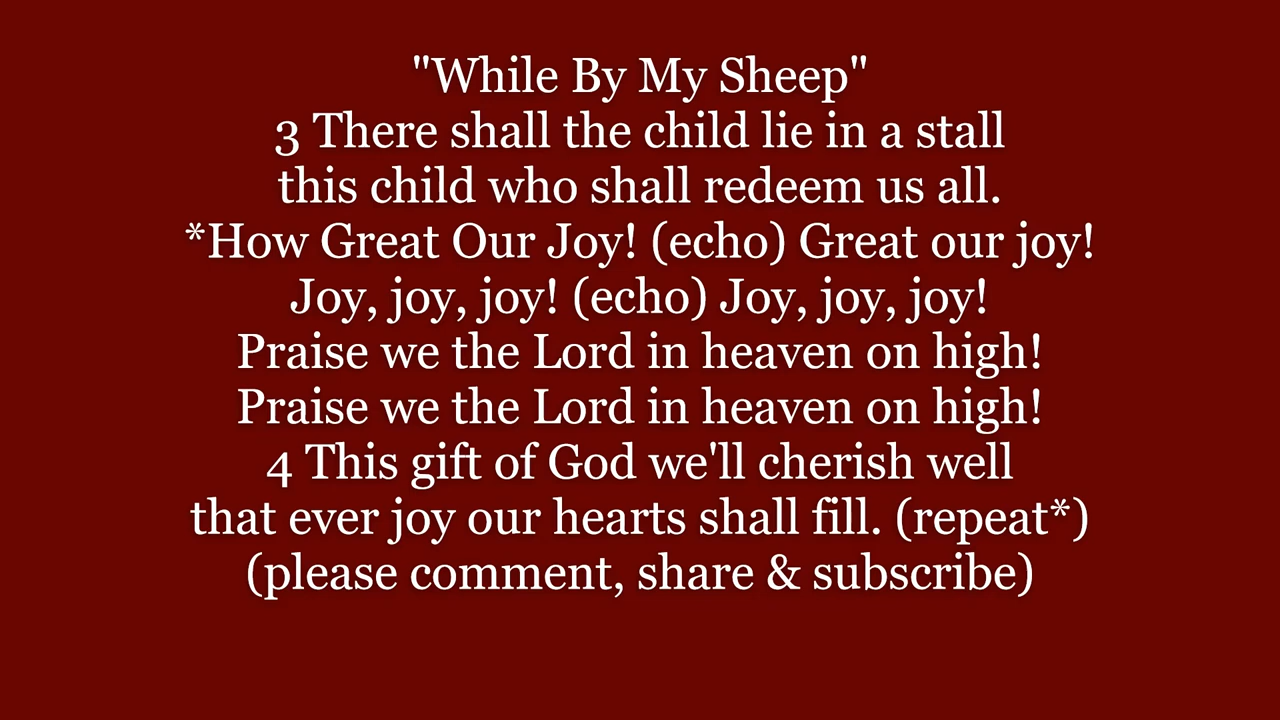 "While By My Sheep"
3 There shall the child lie in a stall
this child who shall redeem us all.
*How Great Our Joy! (echo) Great our joy!
Joy, joy, joy! (echo) Joy, joy, joy!
Praise we the Lord in heaven on high!
Praise we the Lord in heaven on high!
4 This gift of God we'll cherish well
that ever joy our hearts shall fill. (repeat*)
(please comment, share & subscribe)